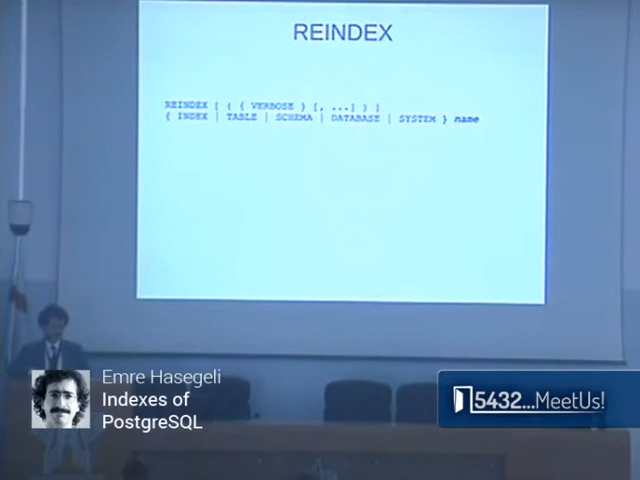 REINDEX
REINDEX [ ( { VERBOSE } [, ...] ) ]
{ INDEX | TABLE | SCHEMA | DATABASE | SYSTEM } name
Emre Hasegeli
Indexes of
PostgreSQL
5432...MeetUs!